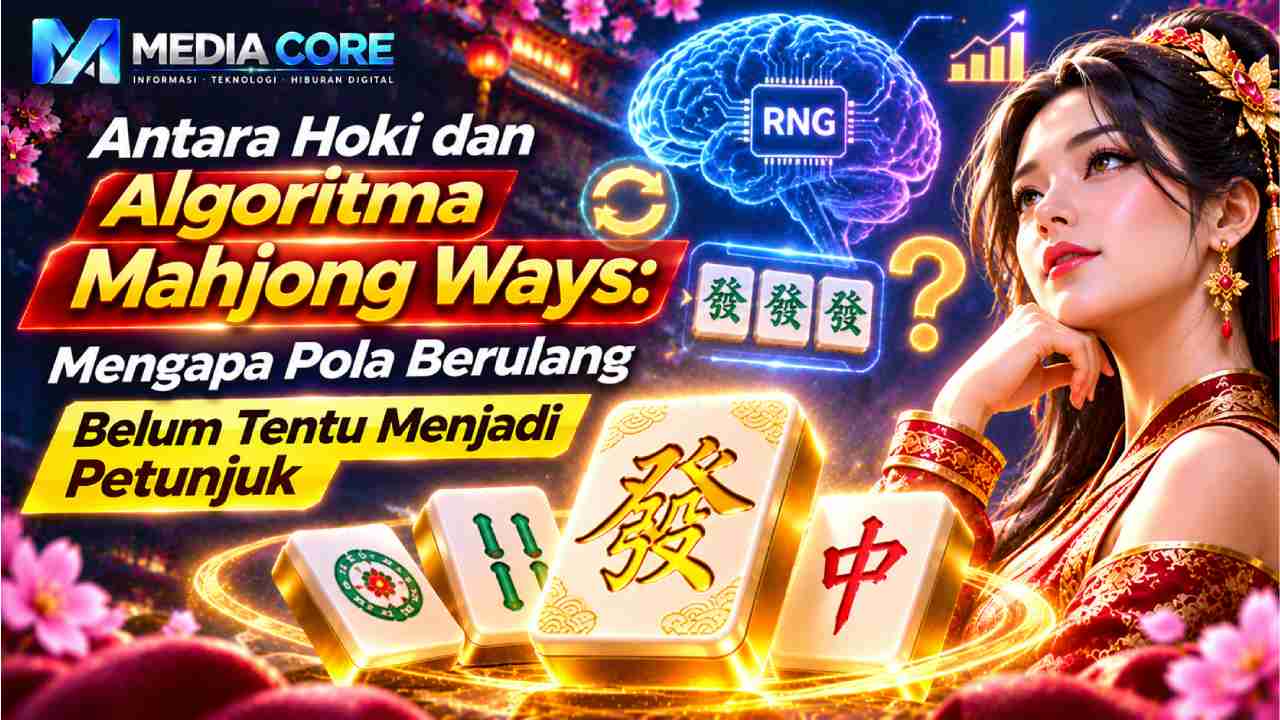 MEDIA CORE
INFORMASI · TEKNOLOGI · HIBURAN DIGITAL
Antara Hoki dan
Algoritma
Mahjong Ways:
Mengapa Pola Berulang
Belum Tentu Menjadi
Petunjuk
RNG
發 發 發
?
發
中